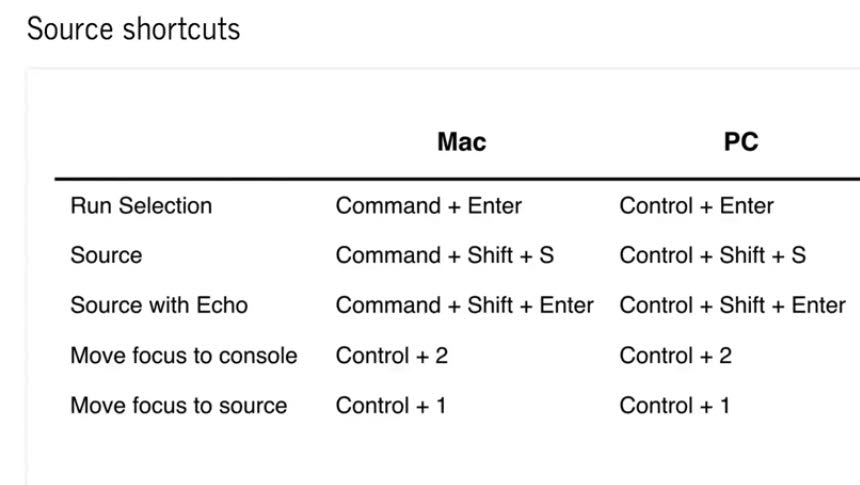 Source shortcuts
Mac PC
Run Selection Command + Enter Control + Enter
Source Command + Shift + S Control + Shift + S
Source with Echo Command + Shift + Enter Control + Shift + Enter
Move focus to console Control + 2 Control + 2
Move focus to source Control + 1 Control + 1